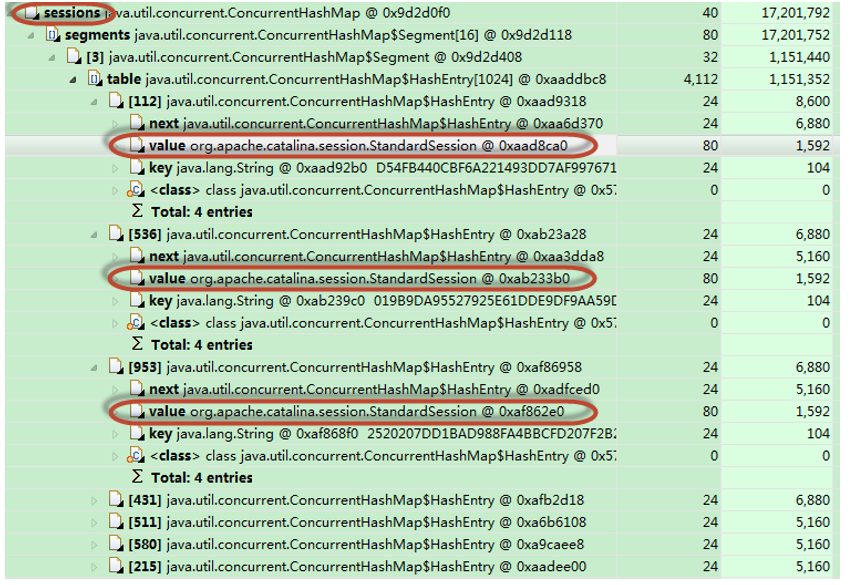 sessions java.util.concurrent.ConcurrentHashMap @ 0x9d2d0f0 40 17,201,792
segments java.util.concurrent.ConcurrentHashMap$Segment[16] @ 0x9d2d118 80 17,201,752
[3] java.util.concurrent.ConcurrentHashMap$Segment @ 0x9d2d408 32 1,151,440
table java.util.concurrent.ConcurrentHashMap$HashEntry[1024] @ 0xaaddbc8 4,112 1,151,352
[112] java.util.concurrent.ConcurrentHashMap$HashEntry @ 0xaad9318 24 8,600
next java.util.concurrent.ConcurrentHashMap$HashEntry @ 0xaa6d370 24 6,880
value org.apache.catalina.session.StandardSession @ 0xaad8ca0 80 1,592
key java.lang.String @ 0xaad92b0 D54FB440CBF6A221493DD7AF997671 24 104
<class> class java.util.concurrent.ConcurrentHashMap$HashEntry @ 0x57 0 0
Σ Total: 4 entries
[536] java.util.concurrent.ConcurrentHashMap$HashEntry @ 0xab23a28 24 6,880
next java.util.concurrent.ConcurrentHashMap$HashEntry @ 0xaa3dda8 24 5,160
value org.apache.catalina.session.StandardSession @ 0xab233b0 80 1,592
key java.lang.String @ 0xab239c0 019B9DA95527925E61DDE9DF9AA59D 24 104
<class> class java.util.concurrent.ConcurrentHashMap$HashEntry @ 0x57 0 0
Σ Total: 4 entries
[953] java.util.concurrent.ConcurrentHashMap$HashEntry @ 0xaf86958 24 6,880
next java.util.concurrent.ConcurrentHashMap$HashEntry @ 0xadfced0 24 5,160
value org.apache.catalina.session.StandardSession @ 0xaf862e0 80 1,592
key java.lang.String @ 0xaf868f0 2520207DD1BAD988FA4BBCFD207F2B2 24 104
<class> class java.util.concurrent.ConcurrentHashMap$HashEntry @ 0x57 0 0
Σ Total: 4 entries
[431] java.util.concurrent.ConcurrentHashMap$HashEntry @ 0xafb2d18 24 6,880
[511] java.util.concurrent.ConcurrentHashMap$HashEntry @ 0xa6b6108 24 5,160
[580] java.util.concurrent.ConcurrentHashMap$HashEntry @ 0xa9caee8 24 5,160
[215] java.util.concurrent.ConcurrentHashMap$HashEntry @ 0xaadee00 24 5,160